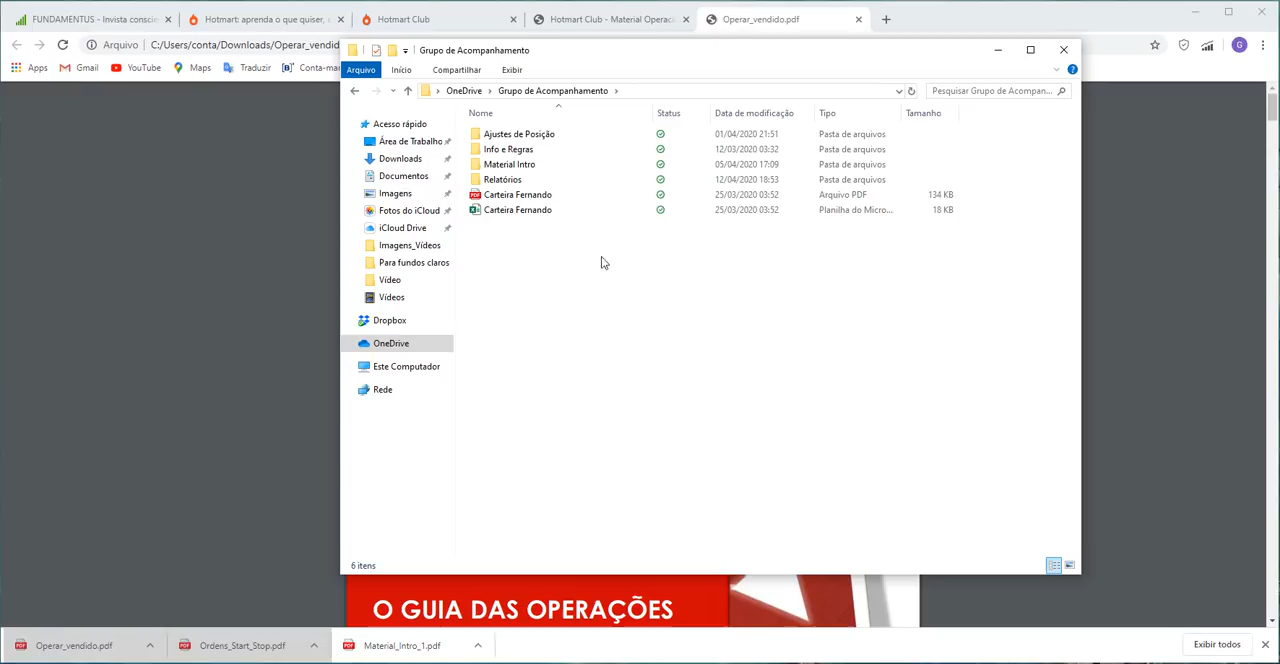 FUNDAMENTUS - Invista conscie
Hotmart: aprenda o que quiser,
Hotmart Club
Hotmart Club - Material Operac
Operar_vendido.pdf
Arquivo
C:/Users/conta/Downloads/Operar_vendid
G
Apps
Gmail
YouTube
Maps
Traduzir
Conta-mar
Grupo de Acompanhamento
Arquivo
Início
Compartilhar
Exibir
OneDrive
Grupo de Acompanhamento
Pesquisar Grupo de Acompanhan...
Nome
Status
Data de modificação
Tipo
Tamanho
Acesso rápido
Área de Trabalho
Downloads
Documentos
Imagens
Fotos do iCloud
iCloud Drive
Imagens_Vídeos
Para fundos claros
Vídeo
Vídeos
Dropbox
OneDrive
Este Computador
Rede
Ajustes de Posição 01/04/2020 21:51 Pasta de arquivos
Info e Regras 12/03/2020 03:32 Pasta de arquivos
Material Intro 05/04/2020 17:09 Pasta de arquivos
Relatórios 12/04/2020 18:53 Pasta de arquivos
Carteira Fernando 25/03/2020 03:52 Arquivo PDF 134 KB
Carteira Fernando 25/03/2020 03:52 Planilha do Micro... 18 KB
6 itens
O GUIA DAS OPERAÇÕES
Operar_vendido.pdf
Ordens_Start_Stop.pdf
Material_Intro_1.pdf
Exibir todos